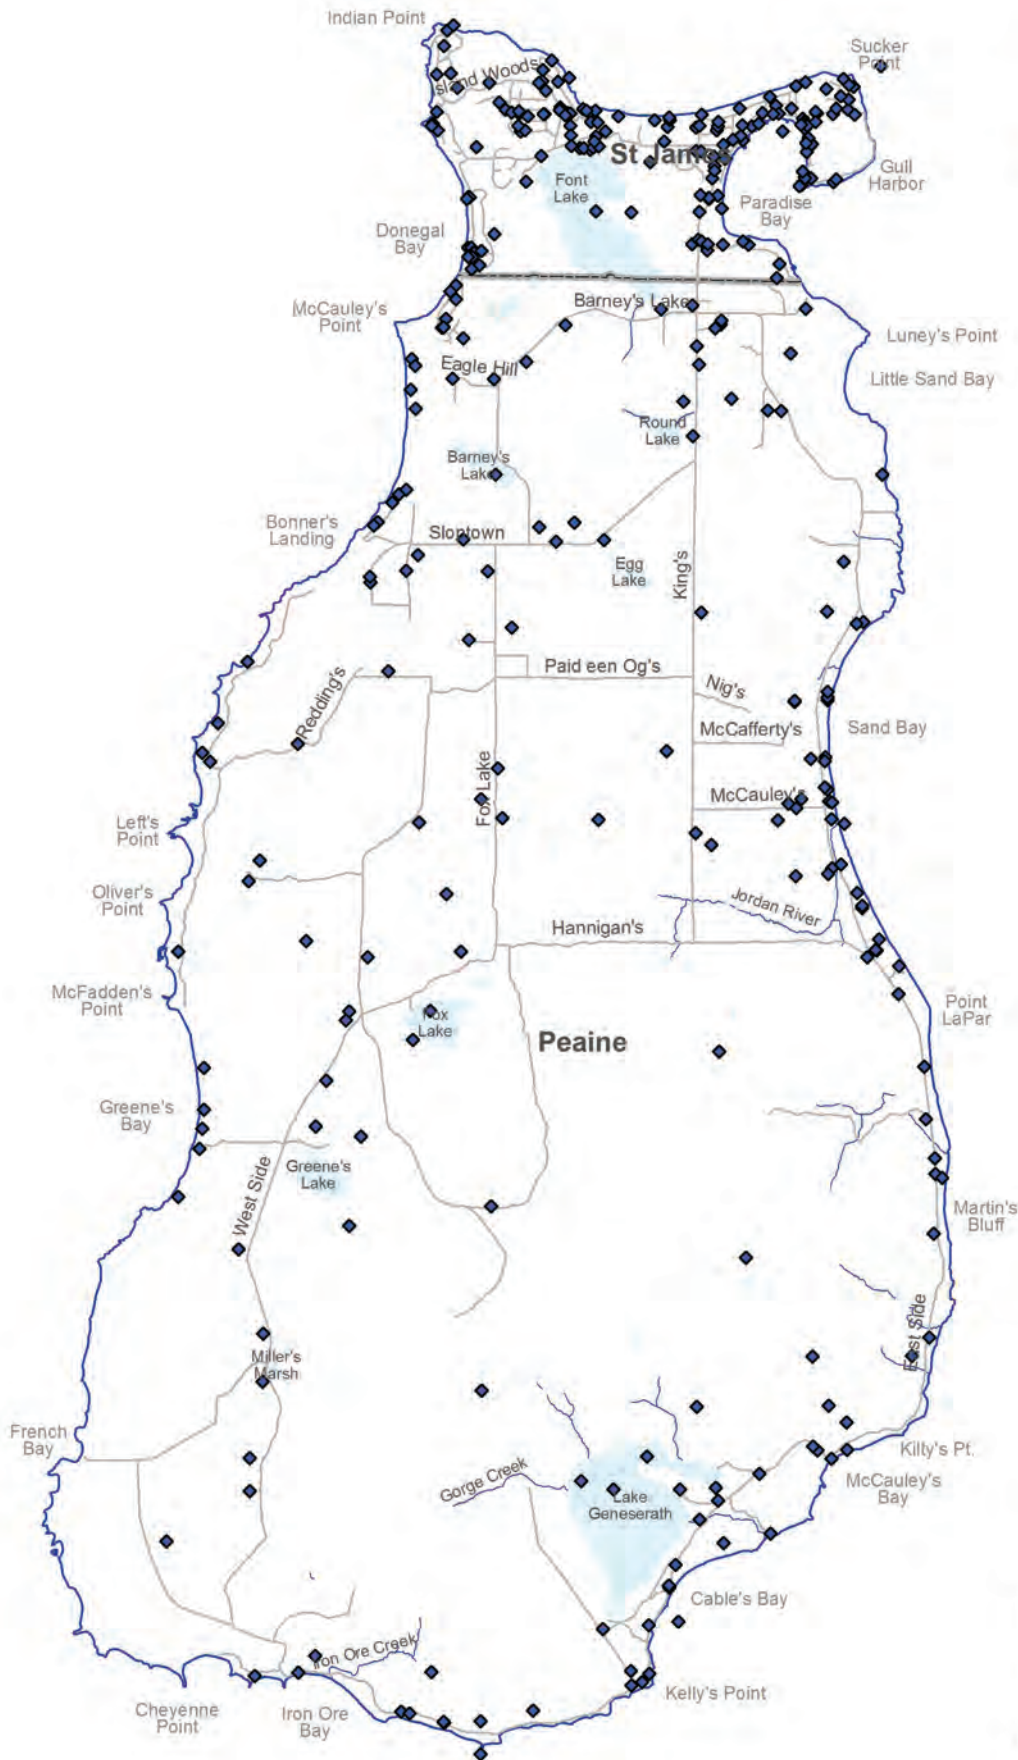 Indian Point
Sucker
Point
Island Woods
St James
Gull
Harbor
Font
Lake
Paradise
Bay
Donegal
Bay
McCauley's
Point
Barney's Lake
Luney's Point
Eagle Hill
Little Sand Bay
Round
Lake
Barney's
Lake
Bonner's
Landing
Sloptown
Egg
Lake
King's
Paid een Og's
Redding's
Nig's
McCafferty's
Sand Bay
Fox Lake
McCauley's
Left's
Point
Oliver's
Point
Jordan River
Hannigan's
McFadden's
Point
Fox
Lake
Point
LaPar
Peaine
Greene's
Bay
Greene's
Lake
West Side
Martin's
Bluff
East Side
Miller's
Marsh
French
Bay
Killy's Pt.
Gorge Creek
McCauley's
Bay
Lake
Geneserath
Cable's Bay
Iron Ore Creek
Kelly's Point
Cheyenne
Point
Iron Ore
Bay